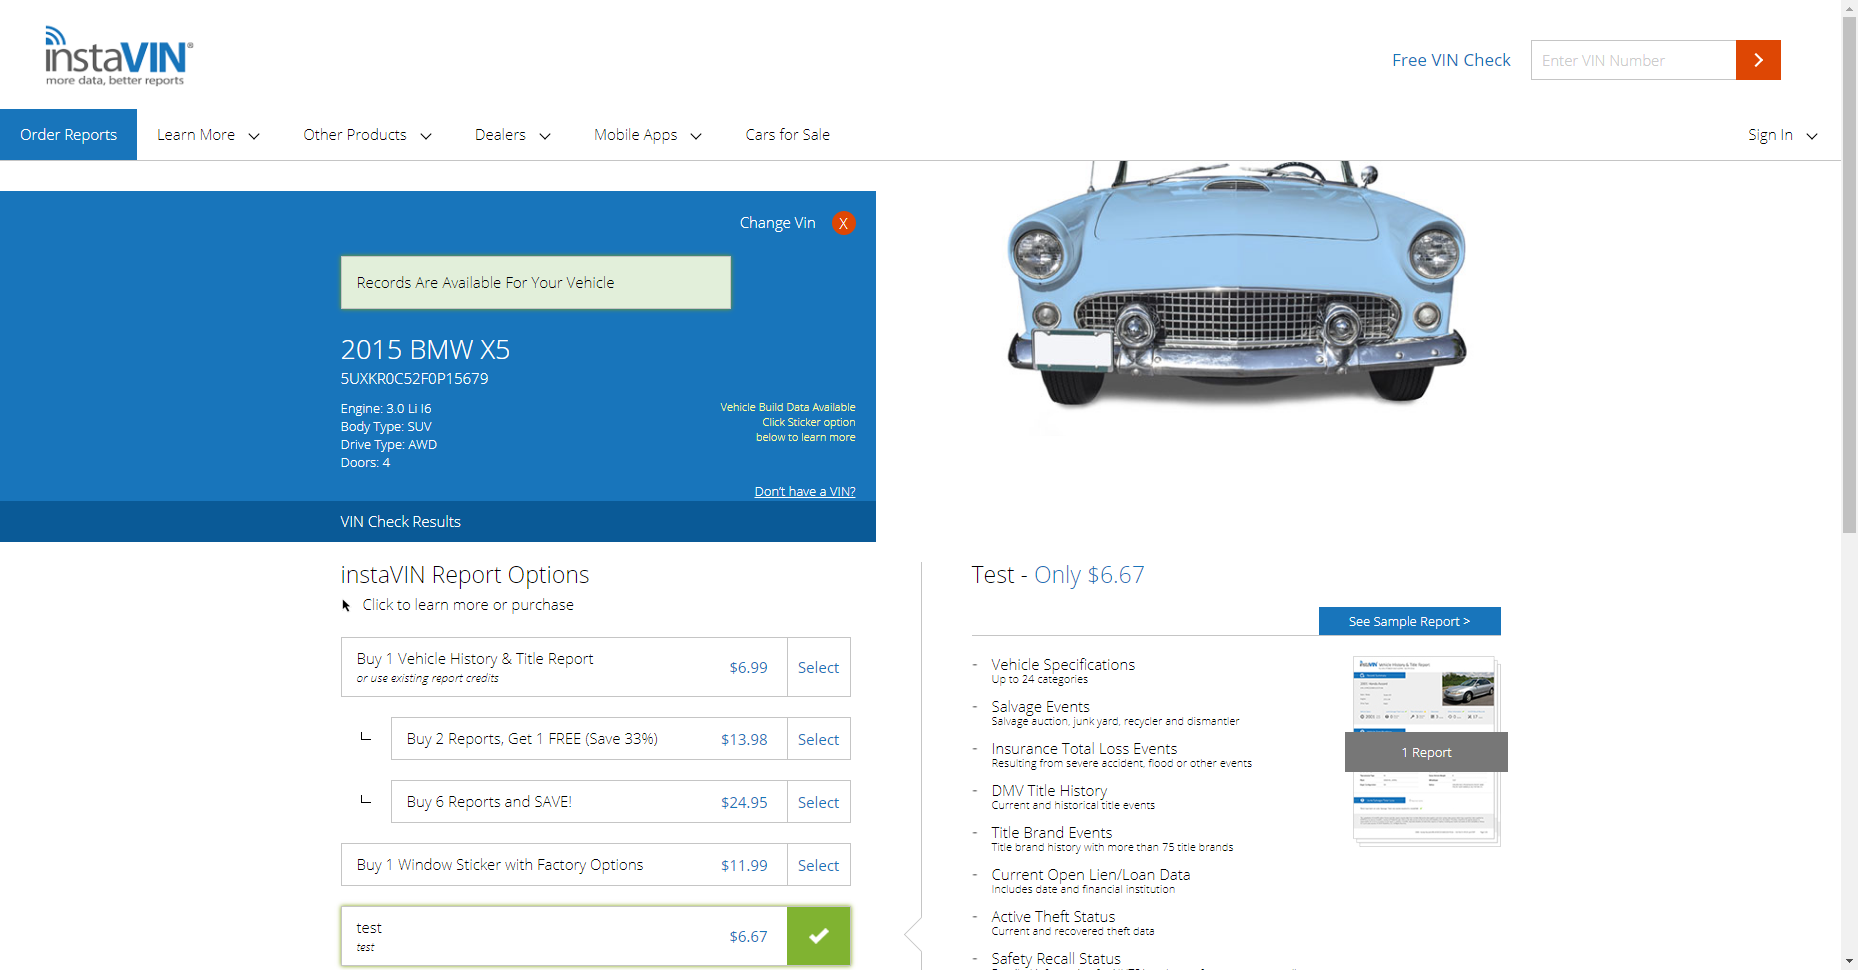 instaVIN®
more data, better reports
Free VIN Check
Enter VIN Number
Order Reports
Learn More
Other Products
Dealers
Mobile Apps
Cars for Sale
Sign In
Change Vin X
Records Are Available For Your Vehicle
2015 BMW X5
5UXKR0C52F0P15679
Engine: 3.0 Li I6
Body Type: SUV
Drive Type: AWD
Doors: 4
Vehicle Build Data Available
Click Sticker option
below to learn more
Don't have a VIN?
VIN Check Results
instaVIN Report Options
Click to learn more or purchase
Buy 1 Vehicle History & Title Report
or use existing report credits
$6.99
Select
Buy 2 Reports, Get 1 FREE (Save 33%)
$13.98
Select
Buy 6 Reports and SAVE!
$24.95
Select
Buy 1 Window Sticker with Factory Options
$11.99
Select
test
test
$6.67
Test - Only $6.67
See Sample Report >
- Vehicle Specifications
Up to 24 categories
- Salvage Events
Salvage auction, junk yard, recycler and dismantler
- Insurance Total Loss Events
Resulting from severe accident, flood or other events
- DMV Title History
Current and historical title events
- Title Brand Events
Title brand history with more than 75 title brands
- Current Open Lien/Loan Data
Includes date and financial institution
- Active Theft Status
Current and recovered theft data
- Safety Recall Status
instaVIN Vehicle History & Title Report
1 Report